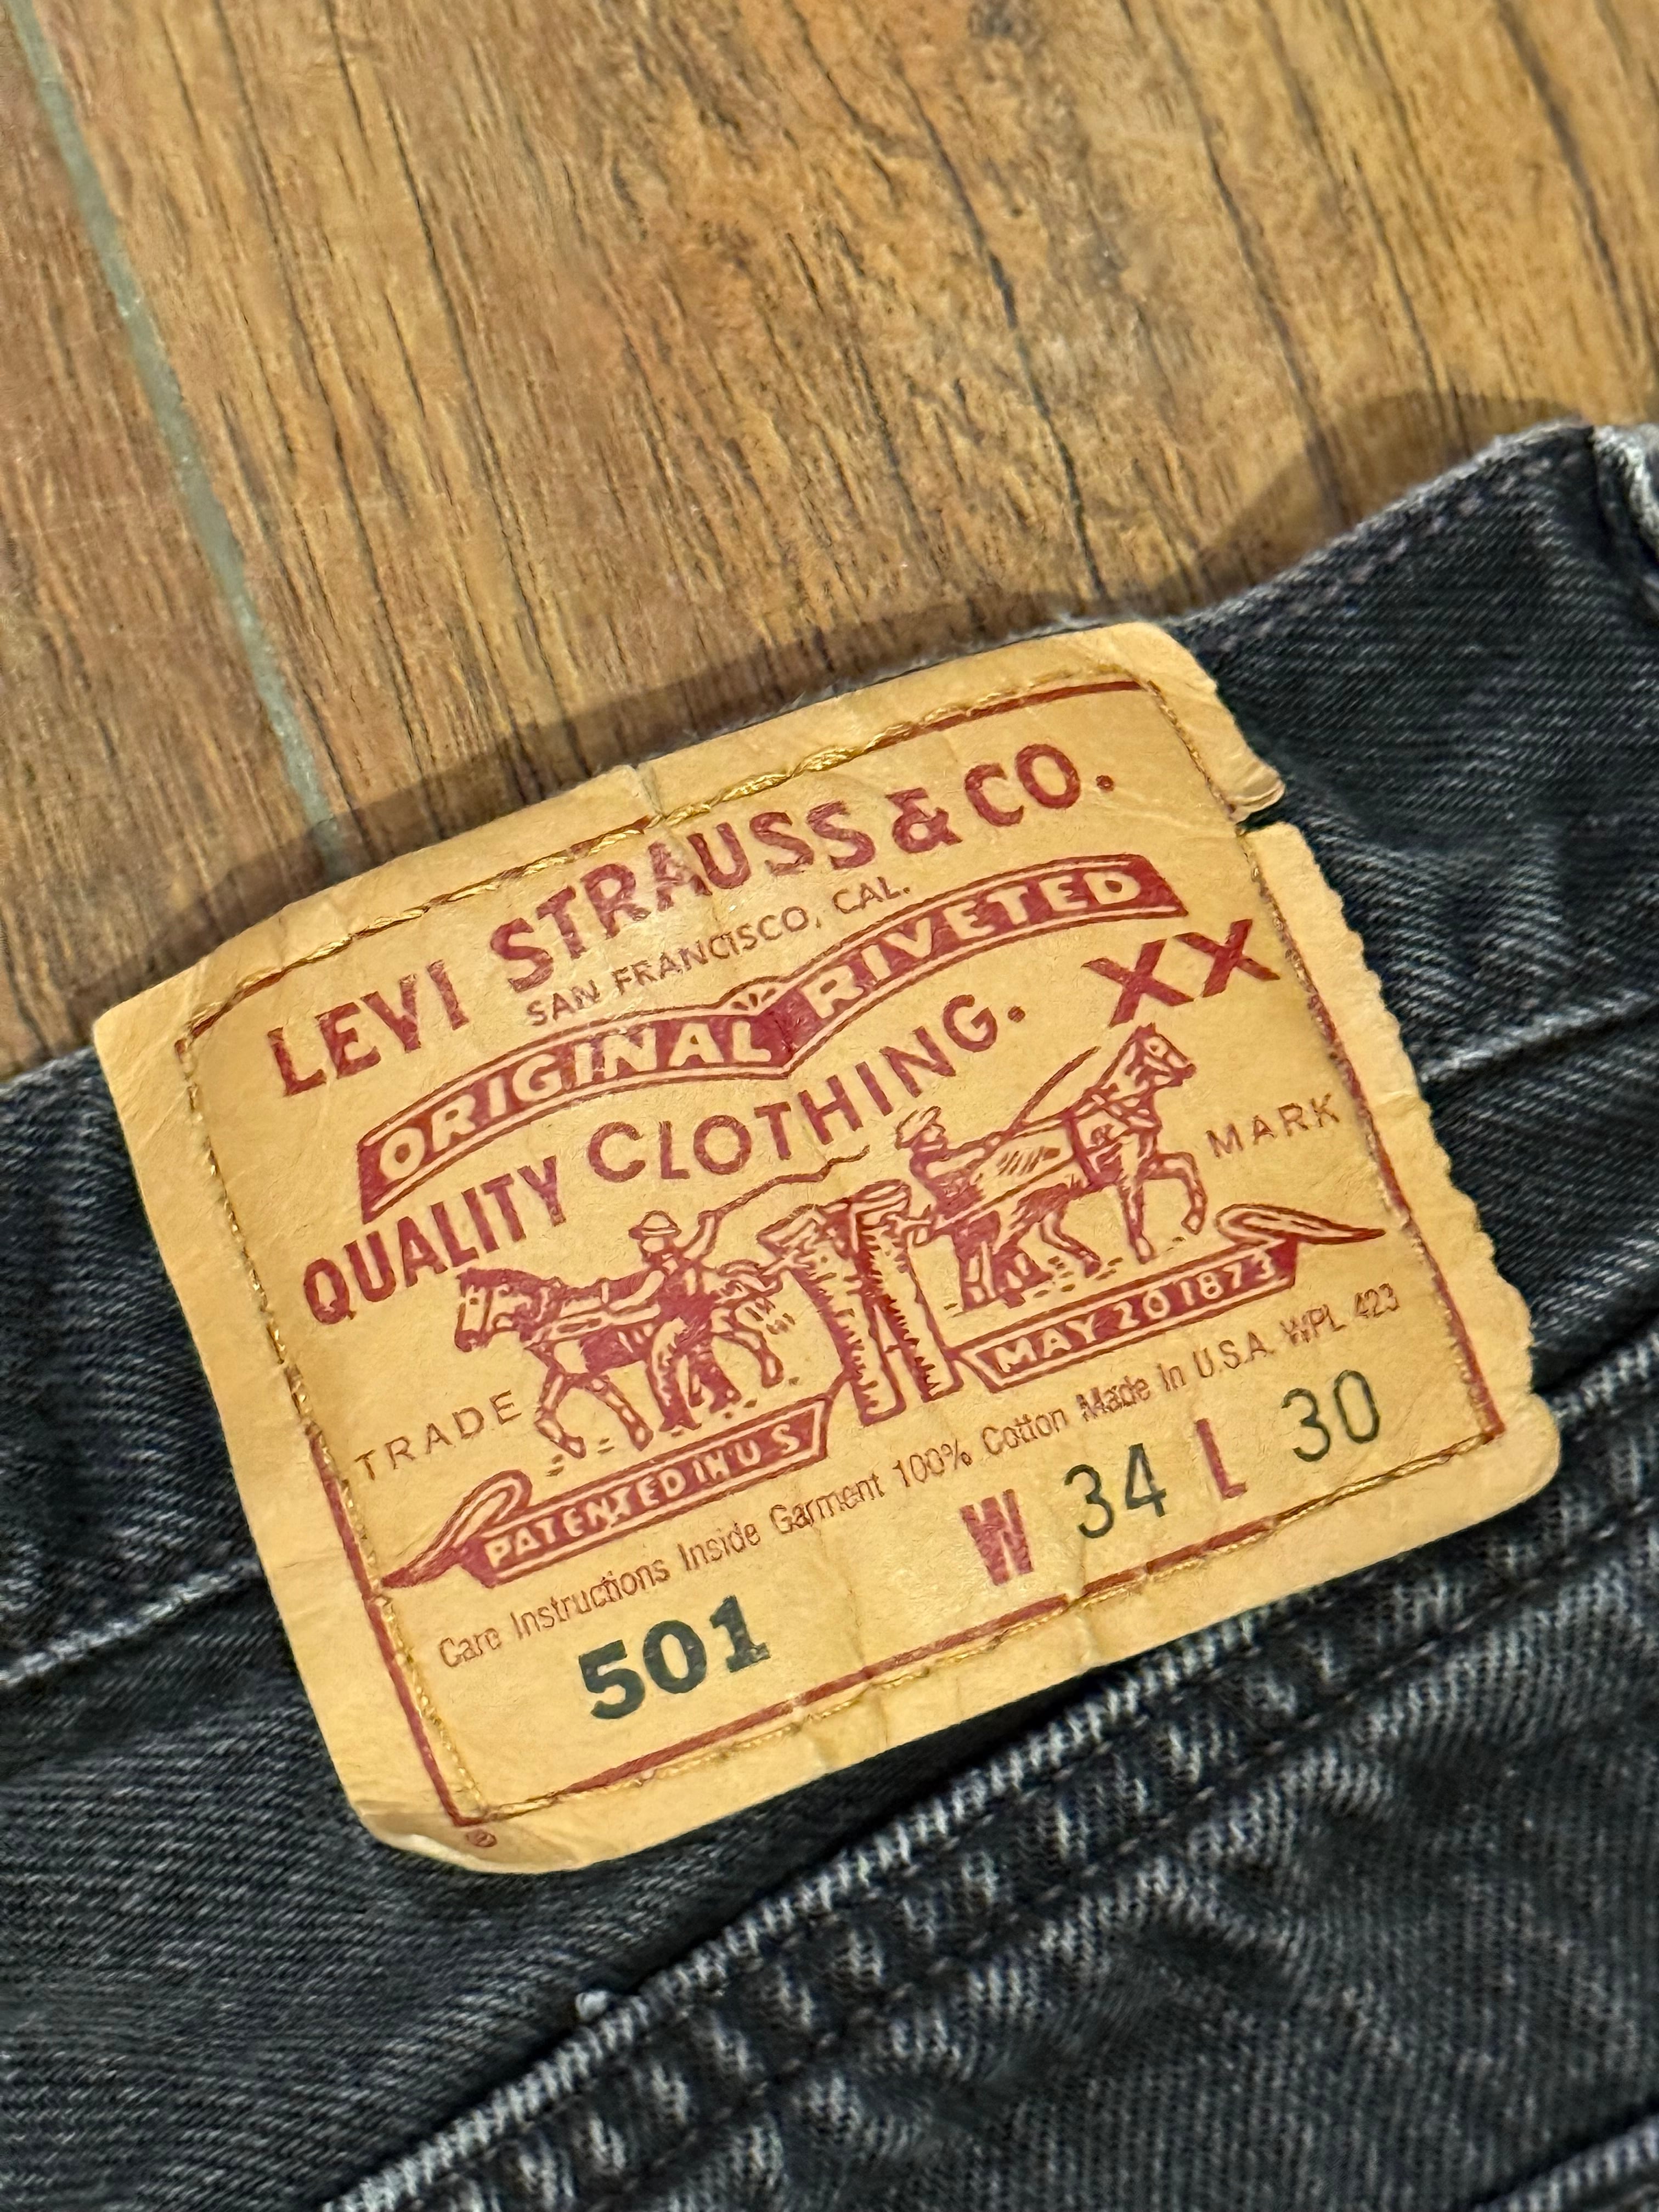 LEVI STRAUSS & CO.
SAN FRANCISCO, CAL.
ORIGINAL RIVETED
QUALITY CLOTHING. XX
TRADE MARK
PATENTED IN U S MAY 20 1873
Care Instructions Inside Garment 100% Cotton Made In U.S.A. WPL 423
501 W 34 L 30
®